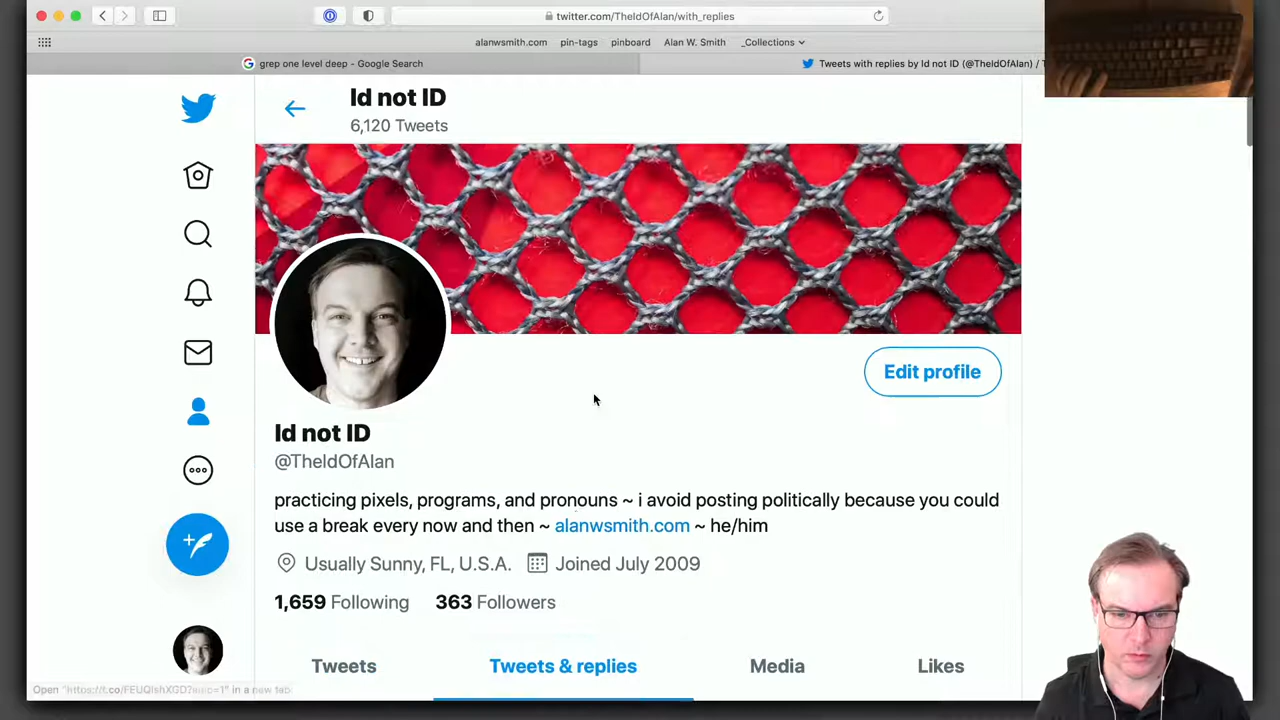 twitter.com/TheIdOfAlan/with_replies
alanwsmith.com pin-tags pinboard Alan W. Smith _Collections
grep one level deep - Google Search
Tweets with replies by Id not ID (@TheIdOfAlan) / T
Id not ID
6,120 Tweets
Edit profile
Id not ID
@TheIdOfAlan
practicing pixels, programs, and pronouns ~ i avoid posting politically because you could
use a break every now and then ~ alanwsmith.com ~ he/him
Usually Sunny, FL, U.S.A. Joined July 2009
1,659 Following 363 Followers
Tweets Tweets & replies Media Likes
in a new tab